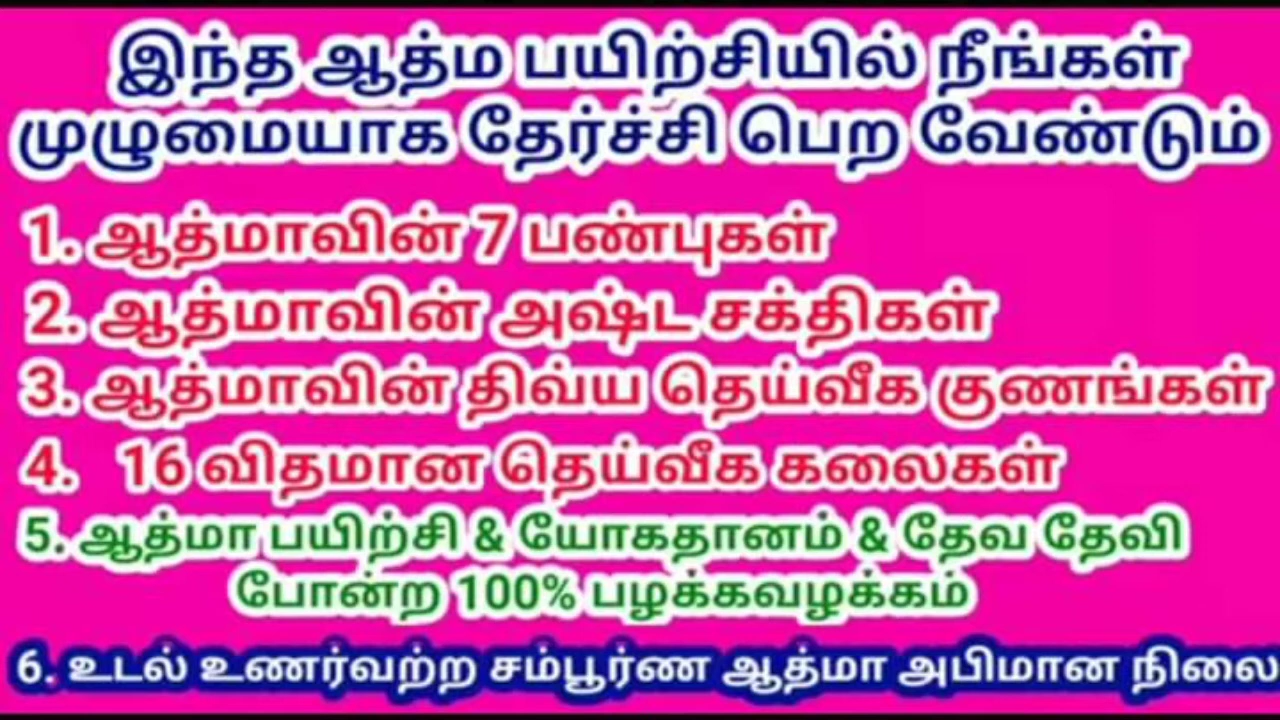 இந்த ஆத்ம பயிற்சியில் நீங்கள்
முழுமையாக தேர்ச்சி பெற வேண்டும்
1. ஆத்மாவின் 7 பண்புகள்
2. ஆத்மாவின் அஷ்ட சக்திகள்
3. ஆத்மாவின் திவ்ய தெய்வீக குணங்கள்
4. 16 விதமான தெய்வீக கலைகள்
5. ஆத்மா பயிற்சி & யோகதானம் & தேவ தேவி
போன்ற 100% பழக்கவழக்கம்
6. உடல் உணர்வற்ற சம்பூர்ண ஆத்மா அபிமான நிலை